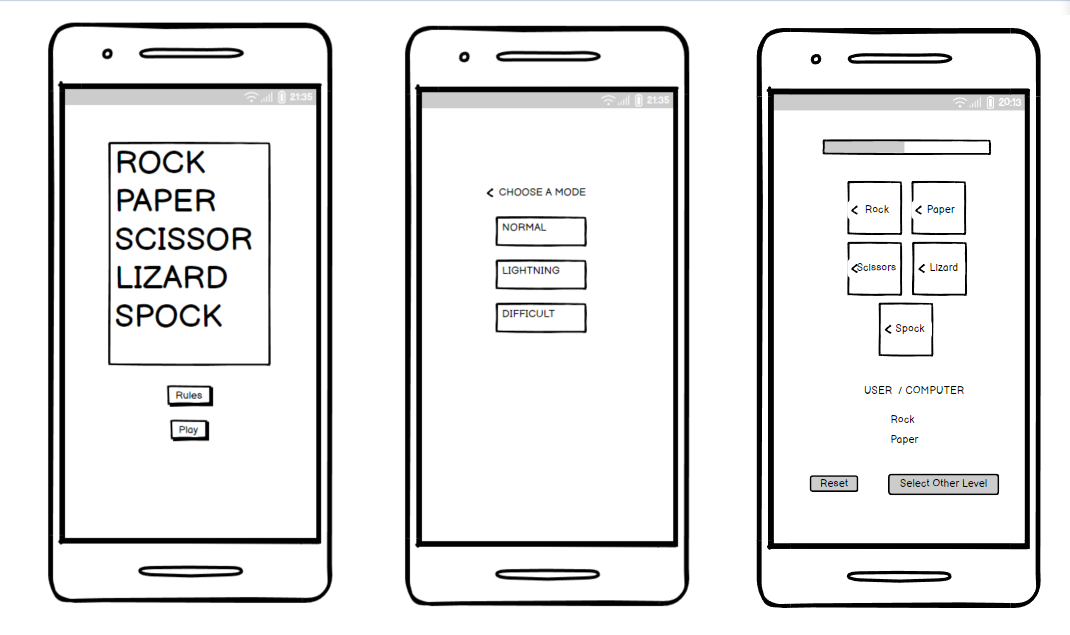 21:35
ROCK
PAPER
SCISSOR
LIZARD
SPOCK
Rules
Play
21:35
< CHOOSE A MODE
NORMAL
LIGHTNING
DIFFICULT
20:13
< Rock
< Paper
<Scissors
< Lizard
< Spock
USER / COMPUTER
Rock
Paper
Reset
Select Other Level